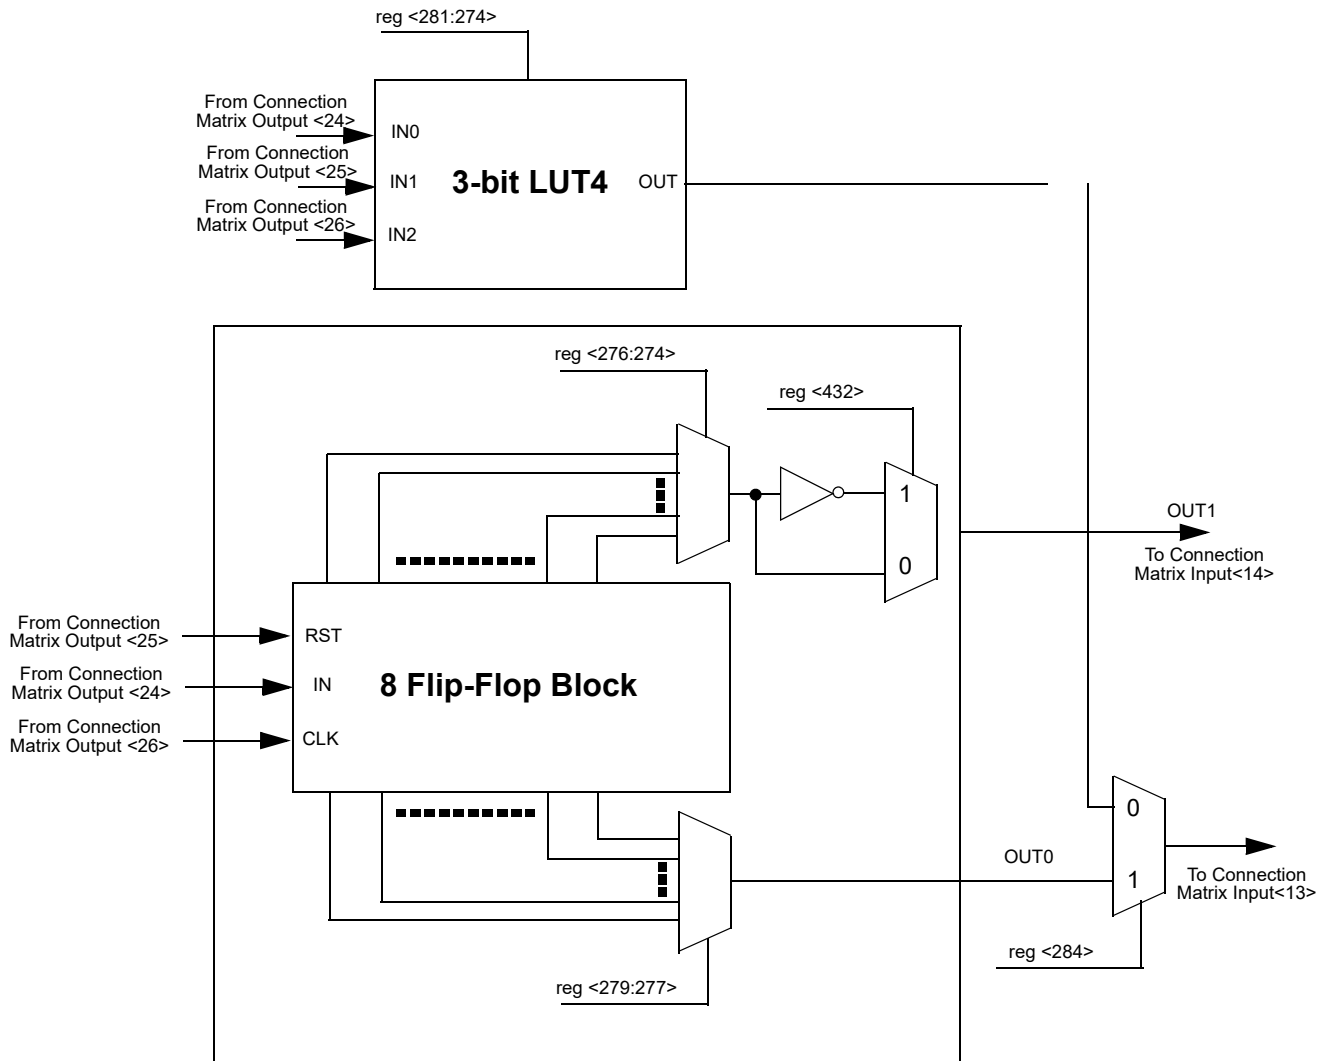 reg <281:274>
From Connection
Matrix Output <24>
IN0
From Connection
Matrix Output <25>
IN1
3-bit LUT4
OUT
From Connection
Matrix Output <26>
IN2
reg <276:274>
reg <432>
1
0
OUT1
To Connection
Matrix Input<14>
From Connection
Matrix Output <25>
RST
From Connection
Matrix Output <24>
IN
8 Flip-Flop Block
From Connection
Matrix Output <26>
CLK
0
OUT0
1
To Connection
Matrix Input<13>
reg <284>
reg <279:277>